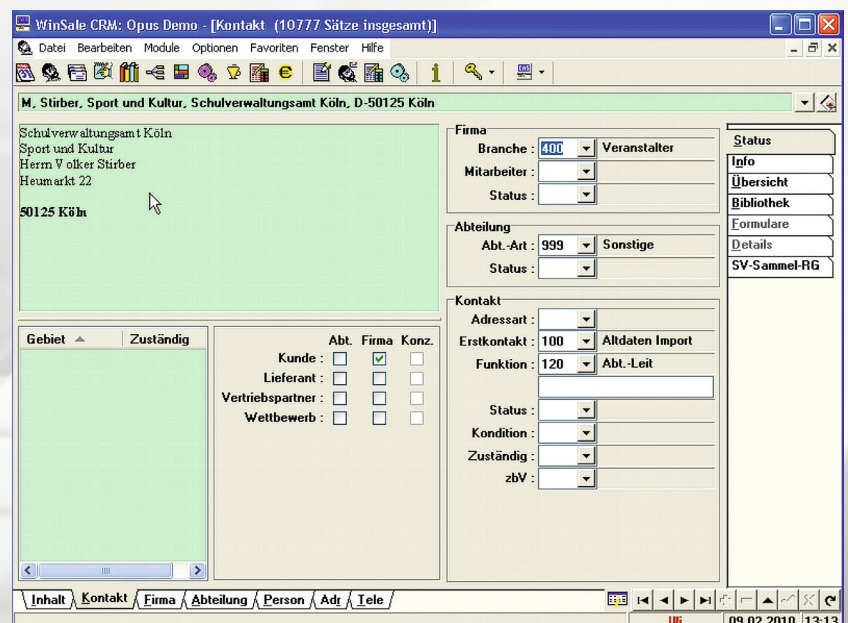 WinSale CRM: Opus Demo - [Kontakt (10777 Sätze insgesamt)]
Datei Bearbeiten Module Optionen Favoriten Fenster Hilfe
M, Stirber, Sport und Kultur, Schulverwaltungsamt Köln, D-50125 Köln
Schulverwaltungsamt Köln
Sport und Kultur
Herrn Volker Stirber
Heumarkt 22
50125 Köln
Firma
Branche : 400 Veranstalter
Mitarbeiter :
Status :
Abteilung
Abt.-Art : 999 Sonstige
Status :
Kontakt
Adressart :
Erstkontakt : 100 Altdaten Import
Funktion : 120 Abt.-Leit
Status :
Kondition :
Zuständig :
zbV :
Status
Info
Übersicht
Bibliothek
Formulare
Details
SV-Sammel-RG
Gebiet Zuständig
Abt. Firma Konz.
Kunde :
Lieferant :
Vertriebspartner :
Wettbewerb :
Inhalt Kontakt Firma Abteilung Person Adr Tele
Uli 09.02.2010 13:13